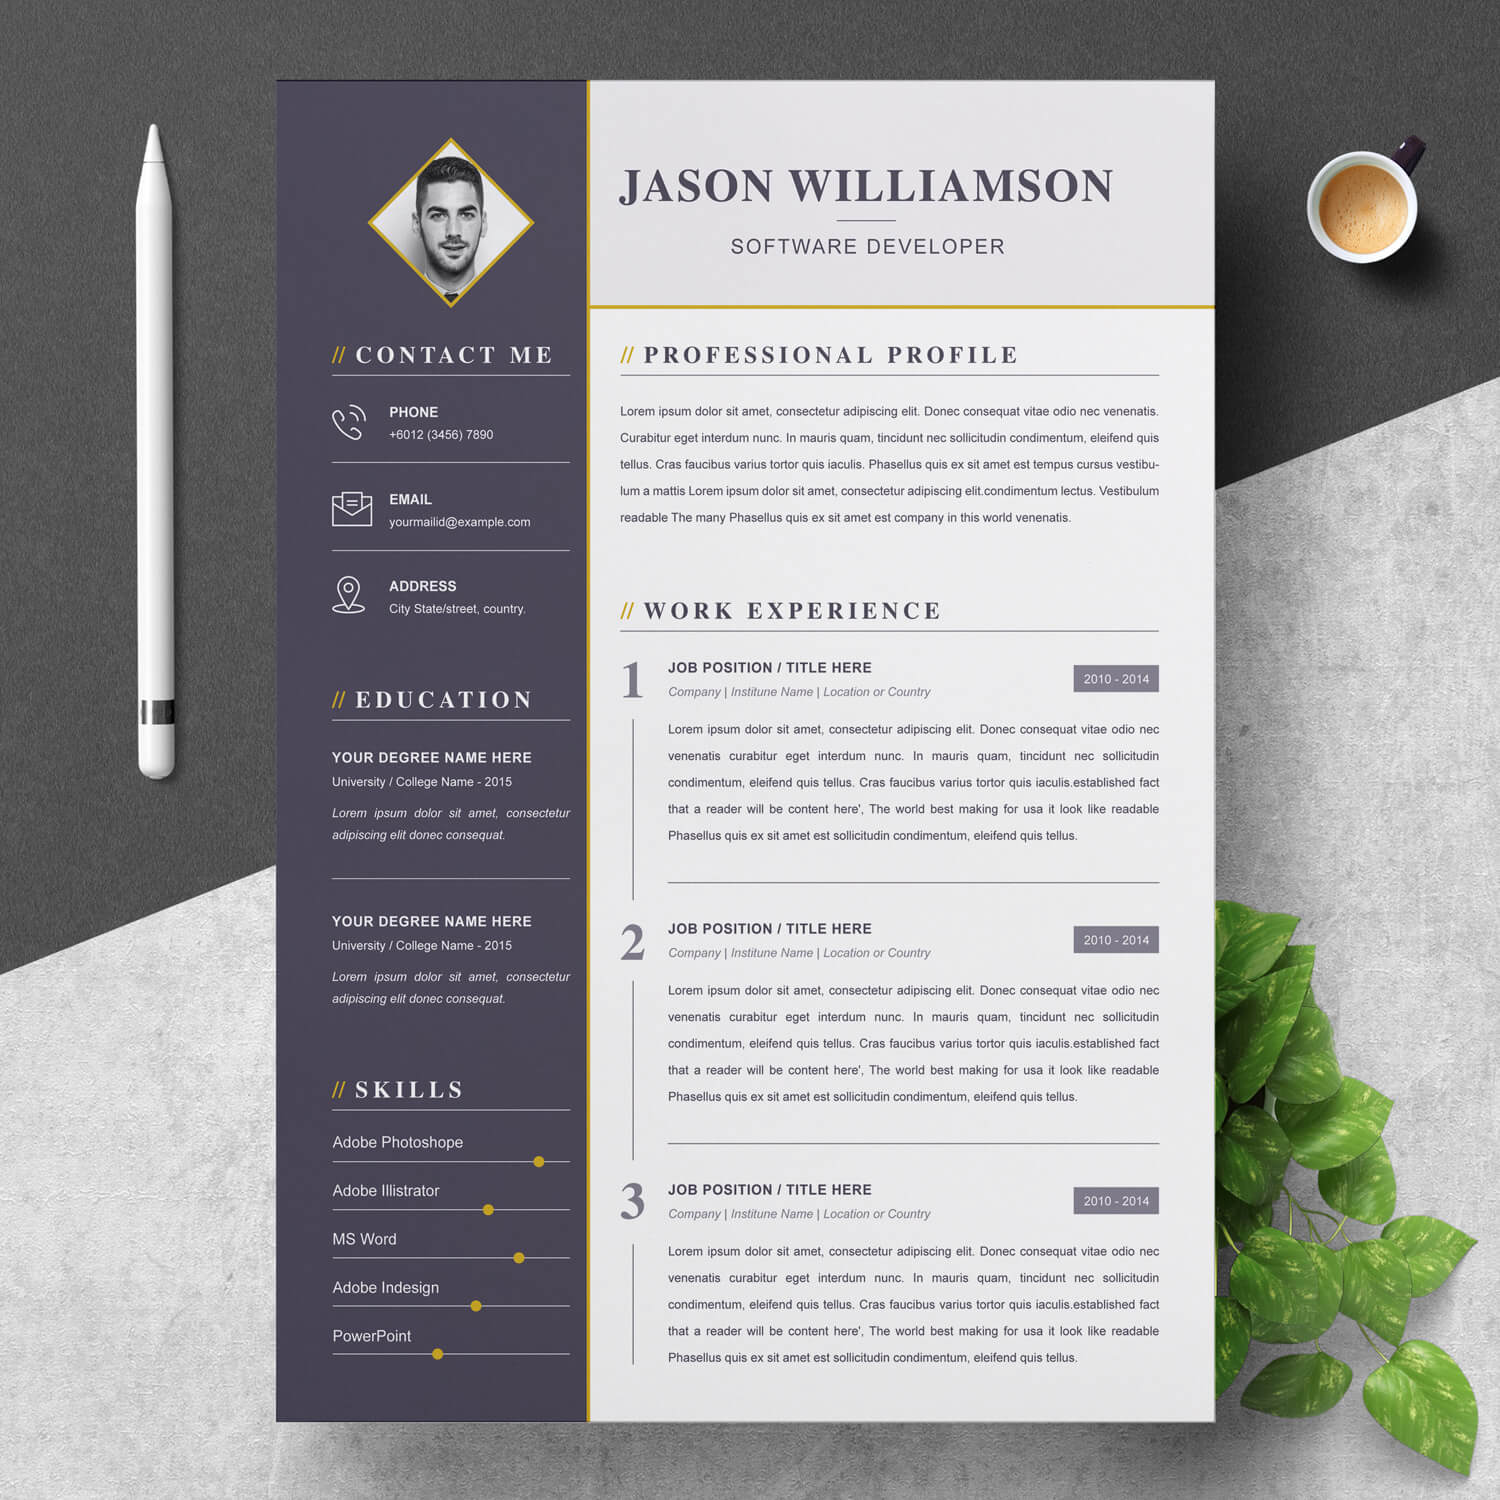 JASON WILLIAMSON
SOFTWARE DEVELOPER
// CONTACT ME
PHONE
+6012 (3456) 7890
EMAIL
yourmailid@example.com
ADDRESS
City State/street, country.
// EDUCATION
YOUR DEGREE NAME HERE
University / College Name - 2015
Lorem ipsum dolor sit amet, consectetur
adipiscing elit donec consequat.
YOUR DEGREE NAME HERE
University / College Name - 2015
Lorem ipsum dolor sit amet, consectetur
adipiscing elit donec consequat.
// SKILLS
Adobe Photoshope
Adobe Illistrator
MS Word
Adobe Indesign
PowerPoint
// PROFESSIONAL PROFILE
Lorem ipsum dolor sit amet, consectetur adipiscing elit. Donec consequat vitae odio nec venenatis.
Curabitur eget interdum nunc. In mauris quam, tincidunt nec sollicitudin condimentum, eleifend quis
tellus. Cras faucibus varius tortor quis iaculis. Phasellus quis ex sit amet est tempus cursus vestibu-
lum a mattis Lorem ipsum dolor sit amet, consectetur adipiscing elit.condimentum lectus. Vestibulum
readable The many Phasellus quis ex sit amet est company in this world venenatis.
// WORK EXPERIENCE
1 JOB POSITION / TITLE HERE 2010 - 2014
Company | Institune Name | Location or Country
Lorem ipsum dolor sit amet, consectetur adipiscing elit. Donec consequat vitae odio nec
venenatis curabitur eget interdum nunc. In mauris quam, tincidunt nec sollicitudin
condimentum, eleifend quis tellus. Cras faucibus varius tortor quis iaculis.established fact
that a reader will be content here', The world best making for usa it look like readable
Phasellus quis ex sit amet est sollicitudin condimentum, eleifend quis tellus.
2 JOB POSITION / TITLE HERE 2010 - 2014
Company | Institune Name | Location or Country
Lorem ipsum dolor sit amet, consectetur adipiscing elit. Donec consequat vitae odio nec
venenatis curabitur eget interdum nunc. In mauris quam, tincidunt nec sollicitudin
condimentum, eleifend quis tellus. Cras faucibus varius tortor quis iaculis.established fact
that a reader will be content here', The world best making for usa it look like readable
Phasellus quis ex sit amet est sollicitudin condimentum, eleifend quis tellus.
3 JOB POSITION / TITLE HERE 2010 - 2014
Company | Institune Name | Location or Country
Lorem ipsum dolor sit amet, consectetur adipiscing elit. Donec consequat vitae odio nec
venenatis curabitur eget interdum nunc. In mauris quam, tincidunt nec sollicitudin
condimentum, eleifend quis tellus. Cras faucibus varius tortor quis iaculis.established fact
that a reader will be content here', The world best making for usa it look like readable
Phasellus quis ex sit amet est sollicitudin condimentum, eleifend quis tellus.